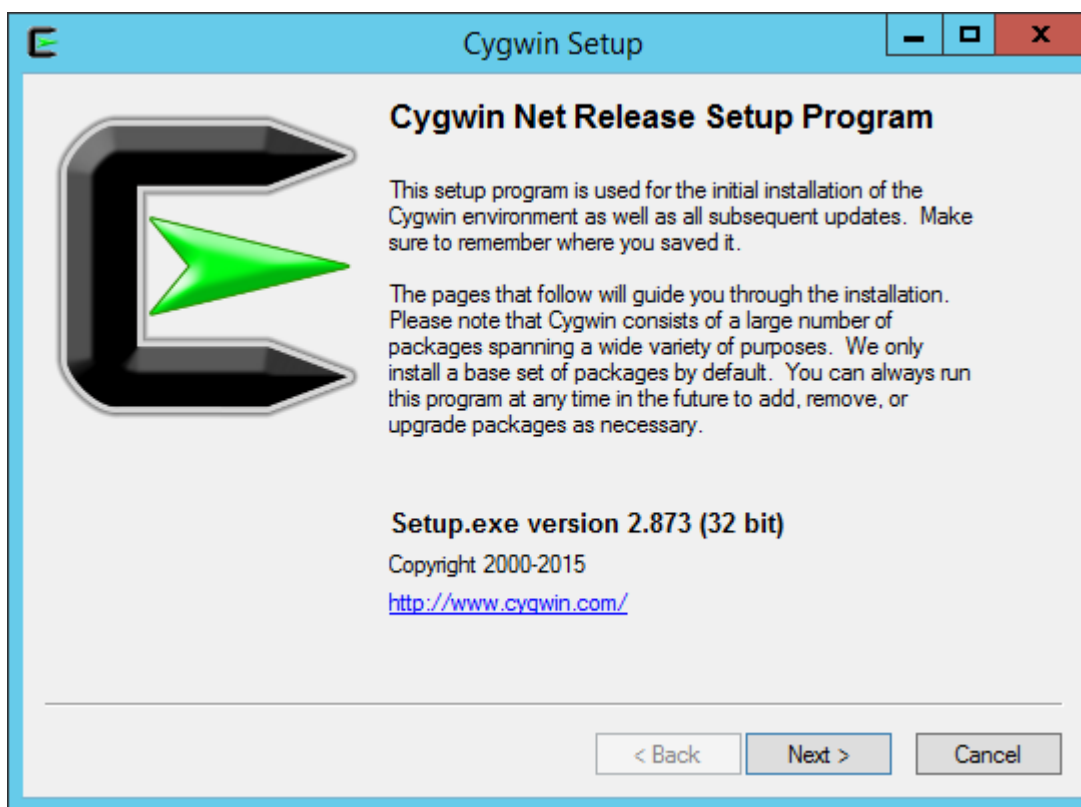 Cygwin Setup
Cygwin Net Release Setup Program
This setup program is used for the initial installation of the
Cygwin environment as well as all subsequent updates.  Make
sure to remember where you saved it.
The pages that follow will guide you through the installation.
Please note that Cygwin consists of a large number of
packages spanning a wide variety of purposes.  We only
install a base set of packages by default.  You can always run
this program at any time in the future to add, remove, or
upgrade packages as necessary.
Setup.exe version 2.873 (32 bit)
Copyright 2000-2015
http://www.cygwin.com/
< Back Next > Cancel